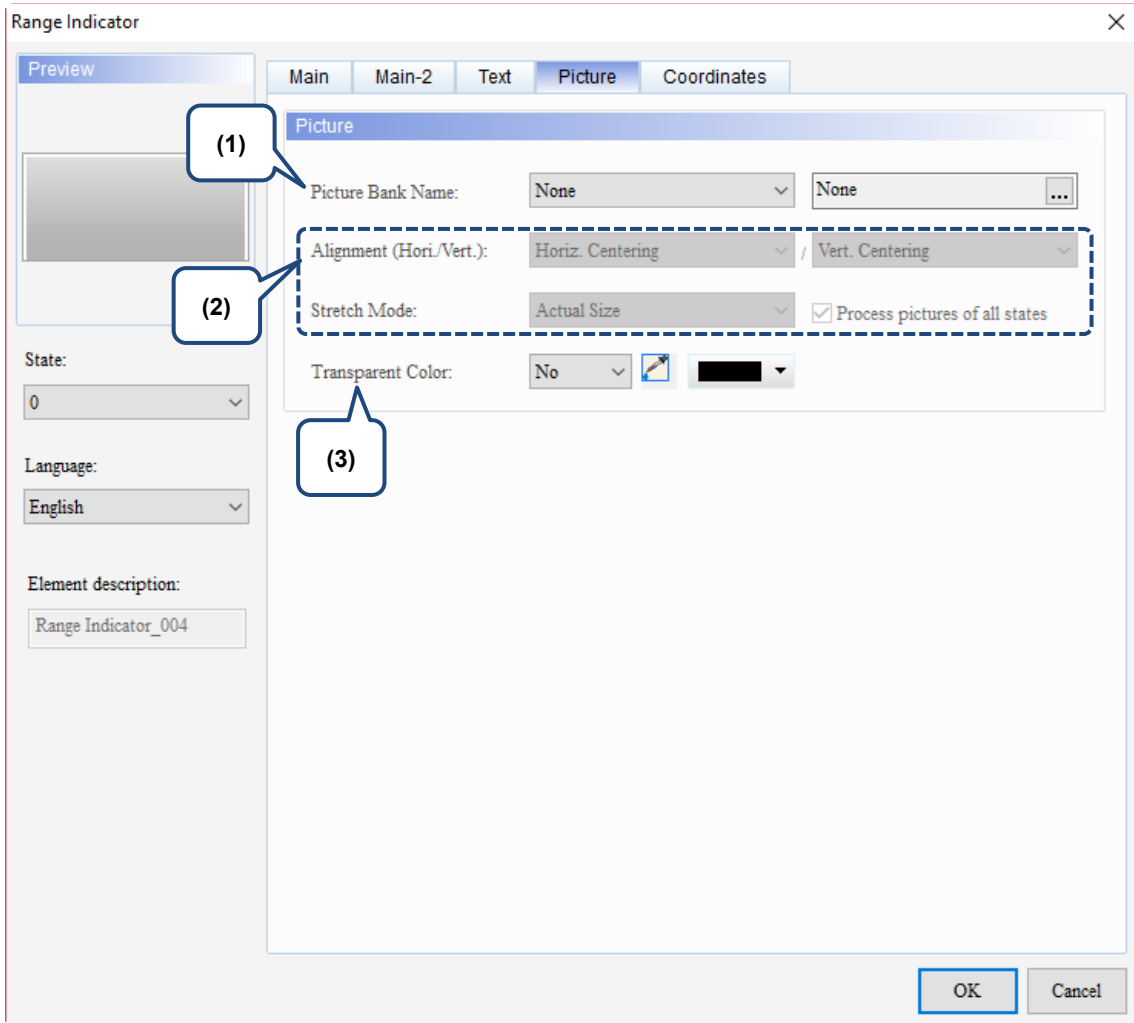 Range Indicator
Preview
Main Main-2 Text Picture Coordinates
Picture
(1)
Picture Bank Name: None None ...
Alignment (Hori./Vert.): Horiz. Centering / Vert. Centering
(2)
Stretch Mode: Actual Size Process pictures of all states
Transparent Color: No
(3)
State:
0
Language:
English
Element description:
Range Indicator_004
OK Cancel